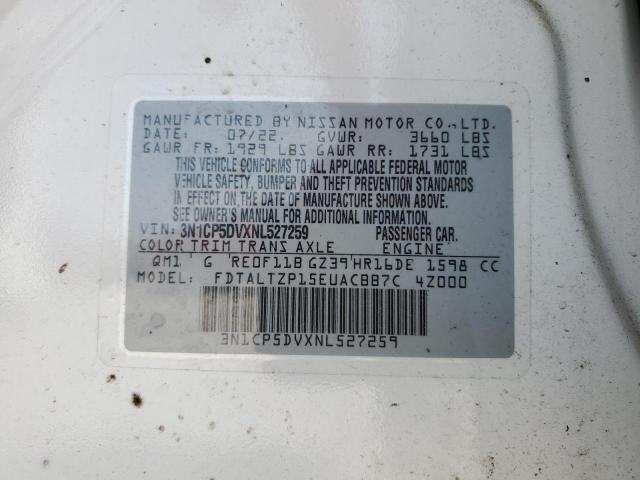 MANUFACTURED BY NISSAN MOTOR CO.,LTD.
DATE: 07/22 GVWR: 3660 LBS
GAWR FR: 1929 LBS GAWR RR: 1731 LBS
THIS VEHICLE CONFORMS TO ALL APPLICABLE FEDERAL MOTOR
VEHICLE SAFETY, BUMPER AND THEFT PREVENTION STANDARDS
IN EFFECT ON THE DATE OF MANUFACTURE SHOWN ABOVE.
SEE OWNER'S MANUAL FOR ADDITIONAL INFORMATION.
VIN: 3N1CP5DVXNL527259 PASSENGER CAR.
COLOR TRIM TRANS AXLE ENGINE
QM1 G RE0F11B GZ39 HR16DE 1598 CC
MODEL: FDTALTZP15EUACBB7C 4Z000
3N1CP5DVXNL527259